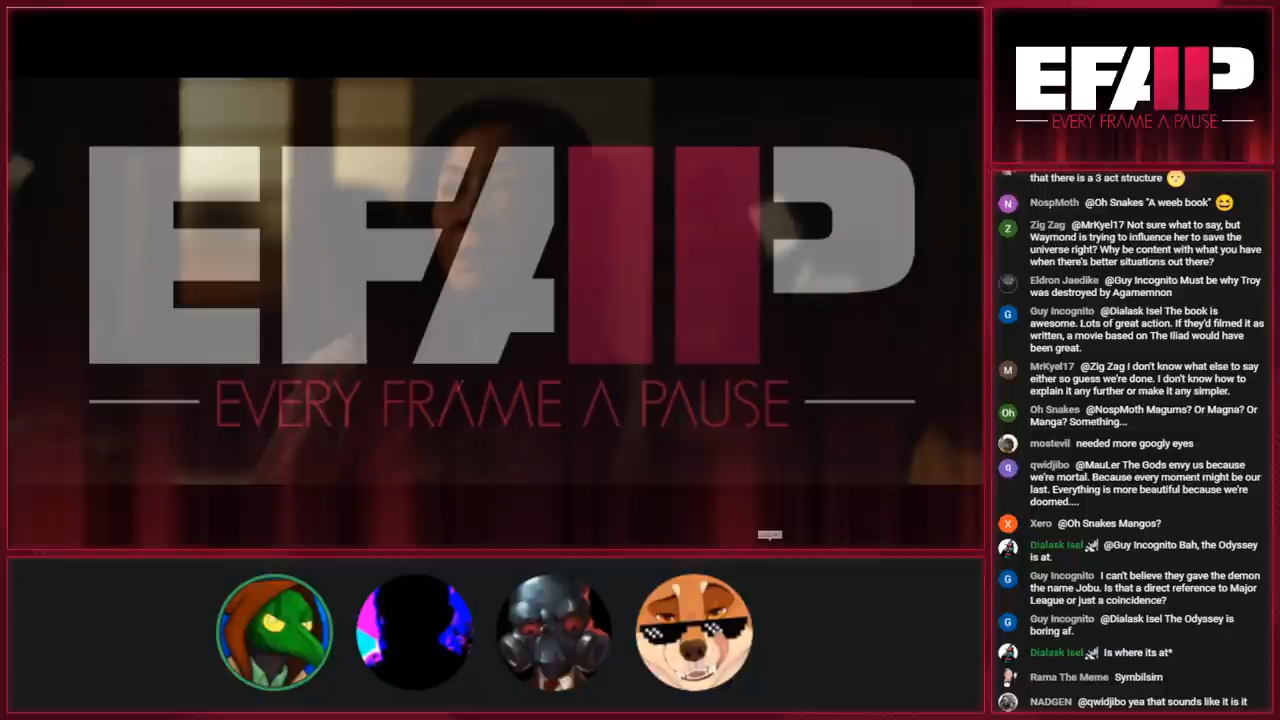 EFAP
EVERY FRAME A PAUSE
EFAP
EVERY FRAME A PAUSE
that there is a 3 act structure
N NospMoth @Oh Snakes "A weeb book"
Z Zig Zag @MrKyel17 Not sure what to say, but
Waymond is trying to influence her to save the
universe right? Why be content with what you have
when there's better situations out there?
Eldron Jaedike @Guy Incognito Must be why Troy
was destroyed by Agamemnon
G Guy Incognito @Dialask Isel The book is
awesome. Lots of great action. If they'd filmed it as
written, a movie based on The Iliad would have
been great.
M MrKyel17 @Zig Zag I don't know what else to say
either so guess we're done. I don't know how to
explain it any further or make it any simpler.
Oh Oh Snakes @NospMoth Magums? Or Magna? Or
Manga? Something...
mostevil needed more googly eyes
q qwidjibo @MauLer The Gods envy us because
we're mortal. Because every moment might be our
last. Everything is more beautiful because we're
doomed....
X Xero @Oh Snakes Mangos?
Dialask Isel @Guy Incognito Bah, the Odyssey
is at.
G Guy Incognito I can't believe they gave the demon
the name Jobu. Is that a direct reference to Major
League or just a coincidence?
G Guy Incognito @Dialask Isel The Odyssey is
boring af.
Dialask Isel Is where its at*
Rama The Meme Symbilsim
NADGEN @qwidjibo yea that sounds like it is it